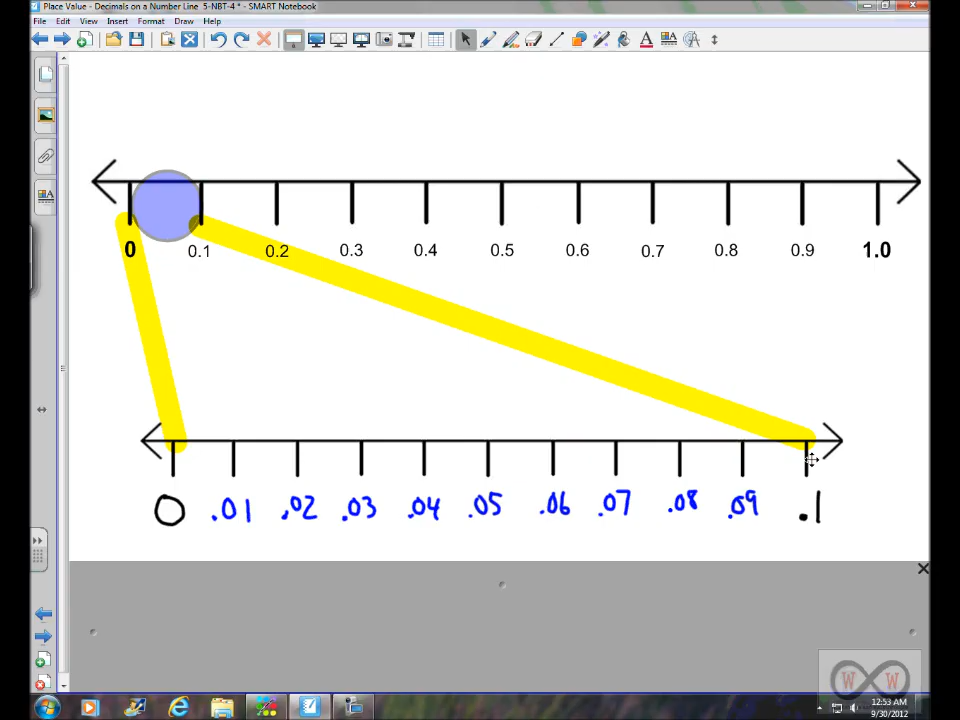 Place Value - Decimals on a Number Line 5-NBT-4 * - SMART Notebook
File Edit View Insert Format Draw Help
0 0.1 0.2 0.3 0.4 0.5 0.6 0.7 0.8 0.9 1.0
0 .01 .02 .03 .04 .05 .06 .07 .08 .09 .1
W W
12:53 AM
9/30/2012